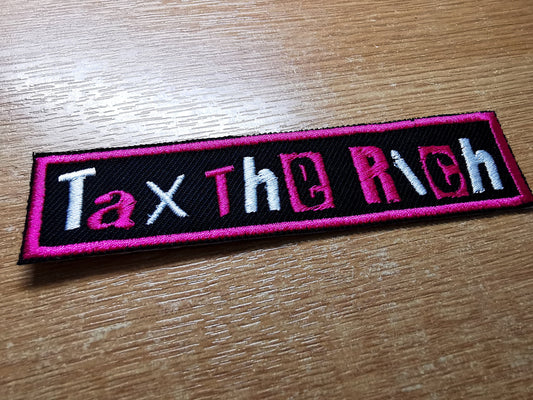 Tax The Rich